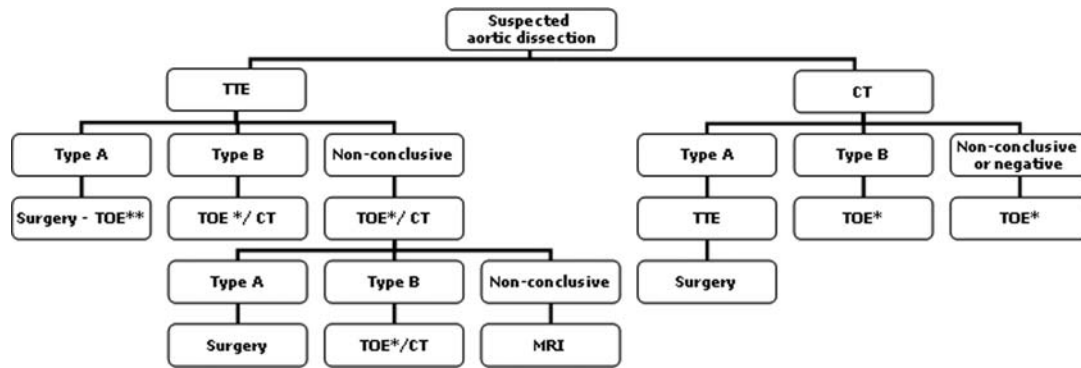 Suspected
aortic dissection
TTE
CT
Type A
Type B
Non-conclusive
Type A
Type B
Non-conclusive
or negative
Surgery - TOE**
TOE */ CT
TOE*/ CT
TTE
TOE*
TOE*
Type A
Type B
Non-conclusive
Surgery
Surgery
TOE*/CT
MRI